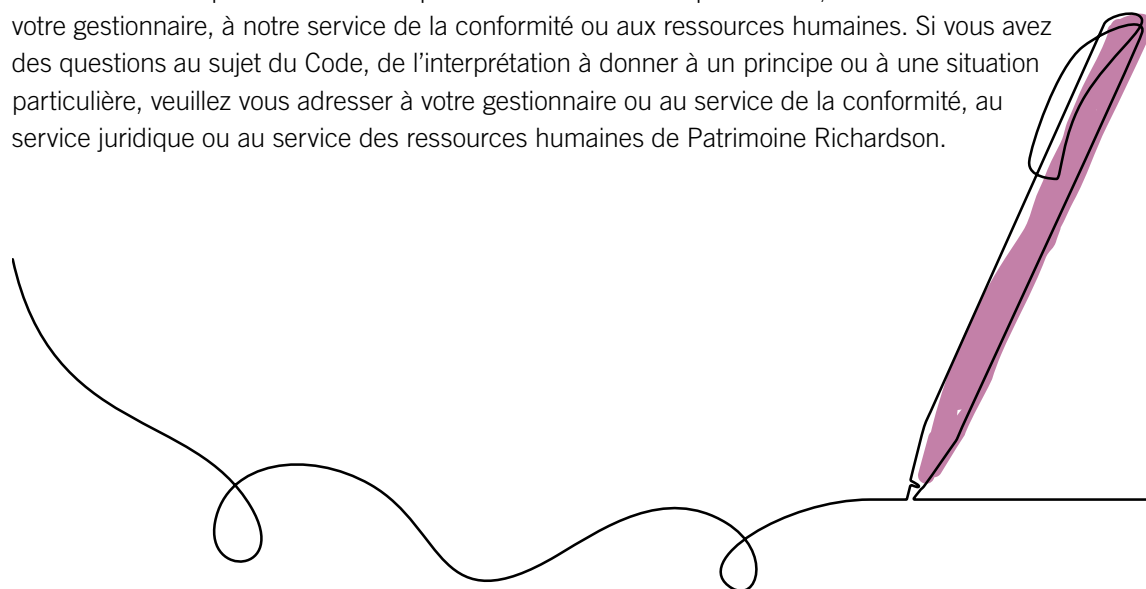 votre gestionnaire, à notre service de la conformité ou aux ressources humaines. Si vous avez
des questions au sujet du Code, de l’interprétation à donner à un principe ou à une situation
particulière, veuillez vous adresser à votre gestionnaire ou au service de la conformité, au
service juridique ou au service des ressources humaines de Patrimoine Richardson.